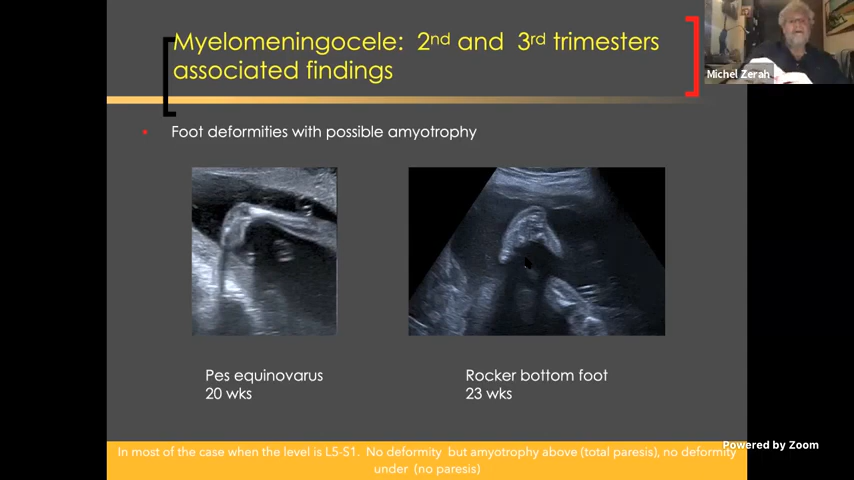 Myelomeningocele: 2nd and 3rd trimesters
associated findings
Michel Zerah
• Foot deformities with possible amyotrophy
Pes equinovarus
20 wks
Rocker bottom foot
23 wks
Powered by Zoom
In most of the case when the level is L5-S1. No deformity but amyotrophy above (total paresis), no deformity
under (no paresis)